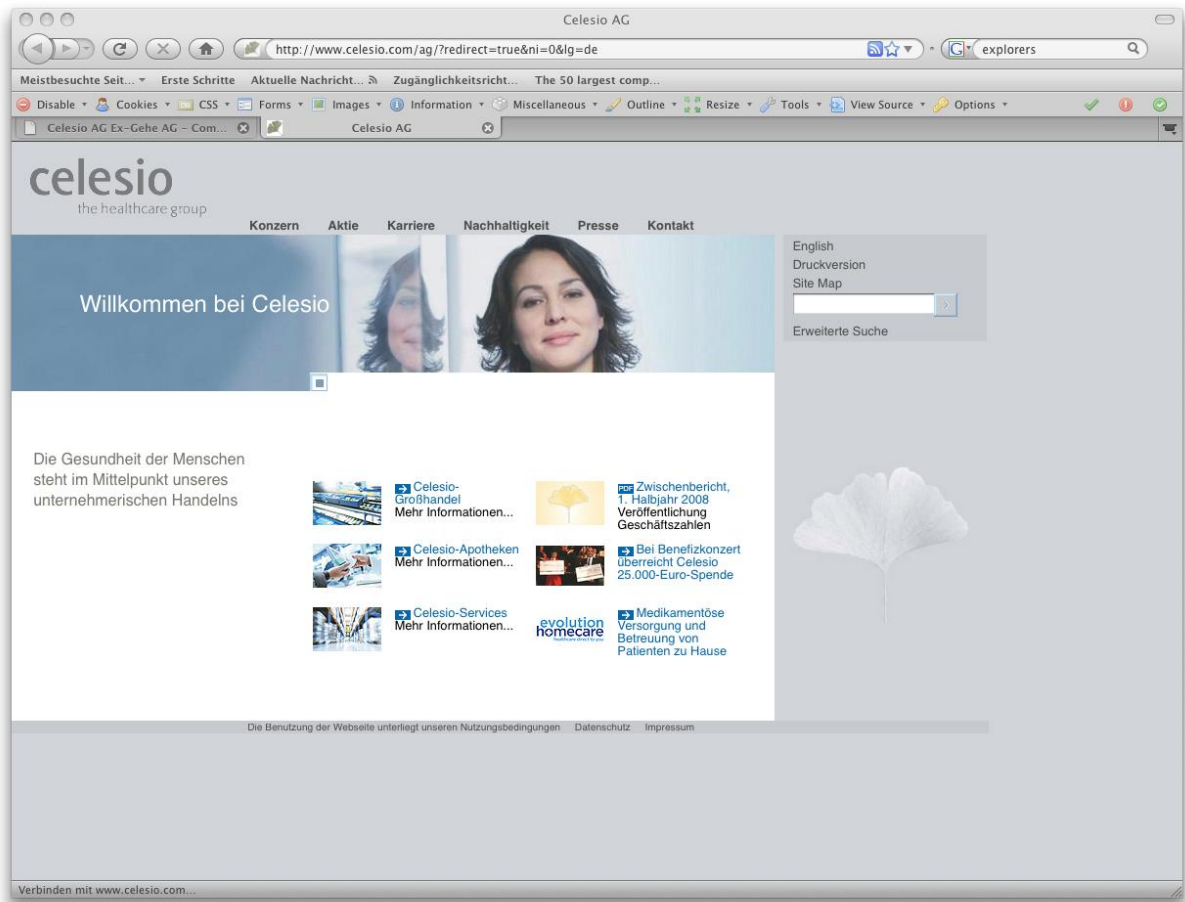 Celesio AG
http://www.celesio.com/ag/?redirect=true&ni=0&lg=de
explorers
Meistbesuchte Seit... Erste Schritte Aktuelle Nachricht... Zugänglichkeitsricht... The 50 largest comp...
Disable Cookies CSS Forms Images Information Miscellaneous Outline Resize Tools View Source Options
Celesio AG Ex-Gehe AG - Com... Celesio AG
celesio
the healthcare group
Konzern Aktie Karriere Nachhaltigkeit Presse Kontakt
Willkommen bei Celesio
English
Druckversion
Site Map
Erweiterte Suche
Die Gesundheit der Menschen
steht im Mittelpunkt unseres
unternehmerischen Handelns
Celesio-
Großhandel
Mehr Informationen...
Celesio-Apotheken
Mehr Informationen...
Celesio-Services
Mehr Informationen...
PDF Zwischenbericht,
1. Halbjahr 2008
Veröffentlichung
Geschäftszahlen
Bei Benefizkonzert
überreicht Celesio
25.000-Euro-Spende
evolution
homecare
Medikamentöse
Versorgung und
Betreuung von
Patienten zu Hause
Die Benutzung der Webseite unterliegt unseren Nutzungsbedingungen Datenschutz Impressum
Verbinden mit www.celesio.com...